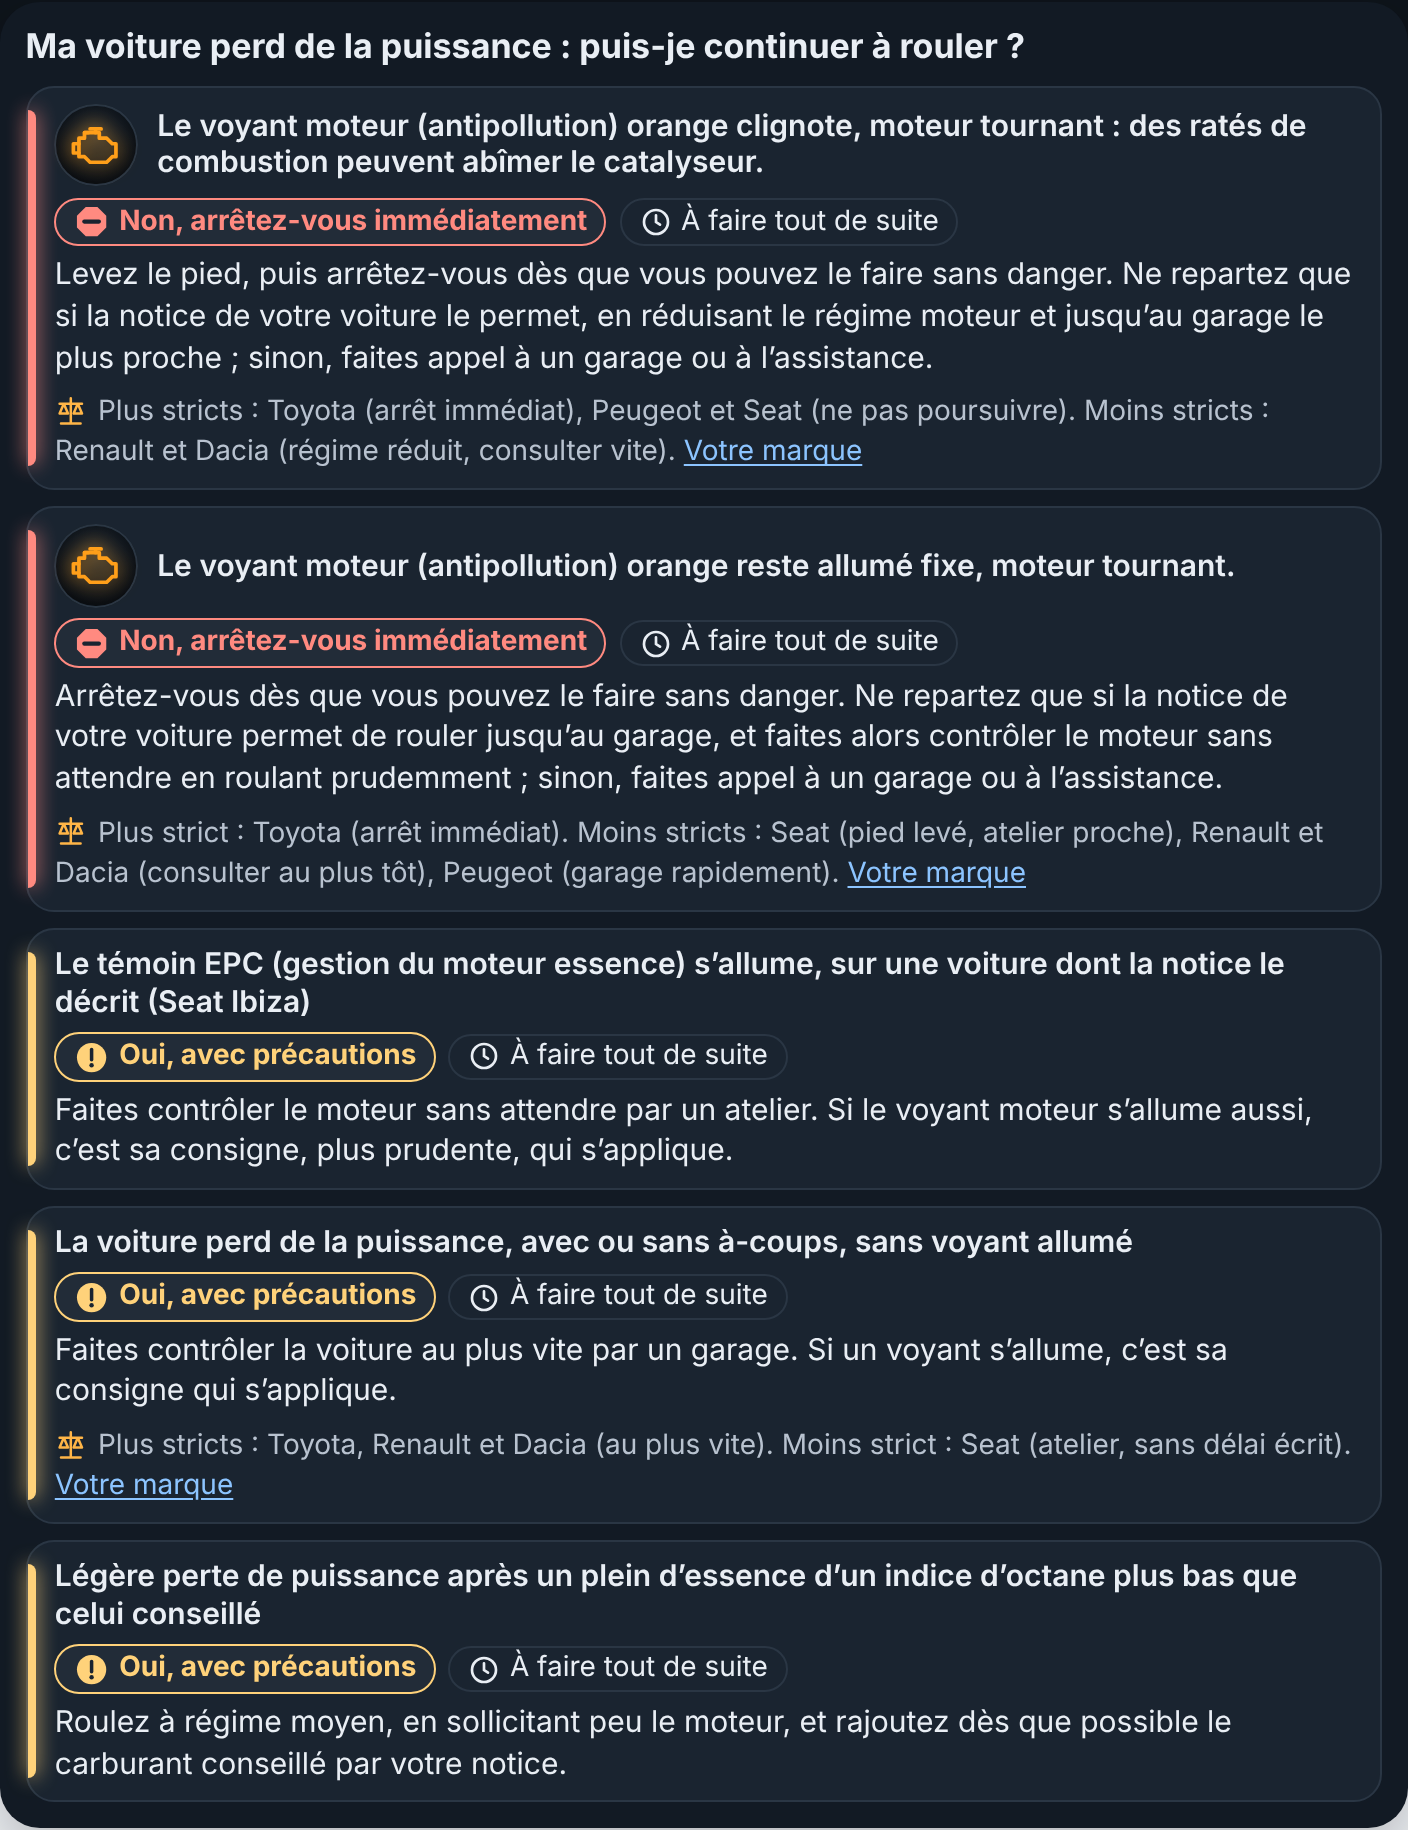 Ma voiture perd de la puissance : puis-je continuer à rouler ?
Le voyant moteur (antipollution) orange clignote, moteur tournant : des ratés de
combustion peuvent abîmer le catalyseur.
Non, arrêtez-vous immédiatement
À faire tout de suite
Levez le pied, puis arrêtez-vous dès que vous pouvez le faire sans danger. Ne repartez que
si la notice de votre voiture le permet, en réduisant le régime moteur et jusqu’au garage le
plus proche ; sinon, faites appel à un garage ou à l’assistance.
Plus stricts : Toyota (arrêt immédiat), Peugeot et Seat (ne pas poursuivre). Moins stricts :
Renault et Dacia (régime réduit, consulter vite). Votre marque
Le voyant moteur (antipollution) orange reste allumé fixe, moteur tournant.
Non, arrêtez-vous immédiatement
À faire tout de suite
Arrêtez-vous dès que vous pouvez le faire sans danger. Ne repartez que si la notice de
votre voiture permet de rouler jusqu’au garage, et faites alors contrôler le moteur sans
attendre en roulant prudemment ; sinon, faites appel à un garage ou à l’assistance.
Plus strict : Toyota (arrêt immédiat). Moins stricts : Seat (pied levé, atelier proche), Renault et
Dacia (consulter au plus tôt), Peugeot (garage rapidement). Votre marque
Le témoin EPC (gestion du moteur essence) s’allume, sur une voiture dont la notice le
décrit (Seat Ibiza)
Oui, avec précautions
À faire tout de suite
Faites contrôler le moteur sans attendre par un atelier. Si le voyant moteur s’allume aussi,
c’est sa consigne, plus prudente, qui s’applique.
La voiture perd de la puissance, avec ou sans à-coups, sans voyant allumé
Oui, avec précautions
À faire tout de suite
Faites contrôler la voiture au plus vite par un garage. Si un voyant s’allume, c’est sa
consigne qui s’applique.
Plus stricts : Toyota, Renault et Dacia (au plus vite). Moins strict : Seat (atelier, sans délai écrit).
Votre marque
Légère perte de puissance après un plein d’essence d’un indice d’octane plus bas que
celui conseillé
Oui, avec précautions
À faire tout de suite
Roulez à régime moyen, en sollicitant peu le moteur, et rajoutez dès que possible le
carburant conseillé par votre notice.